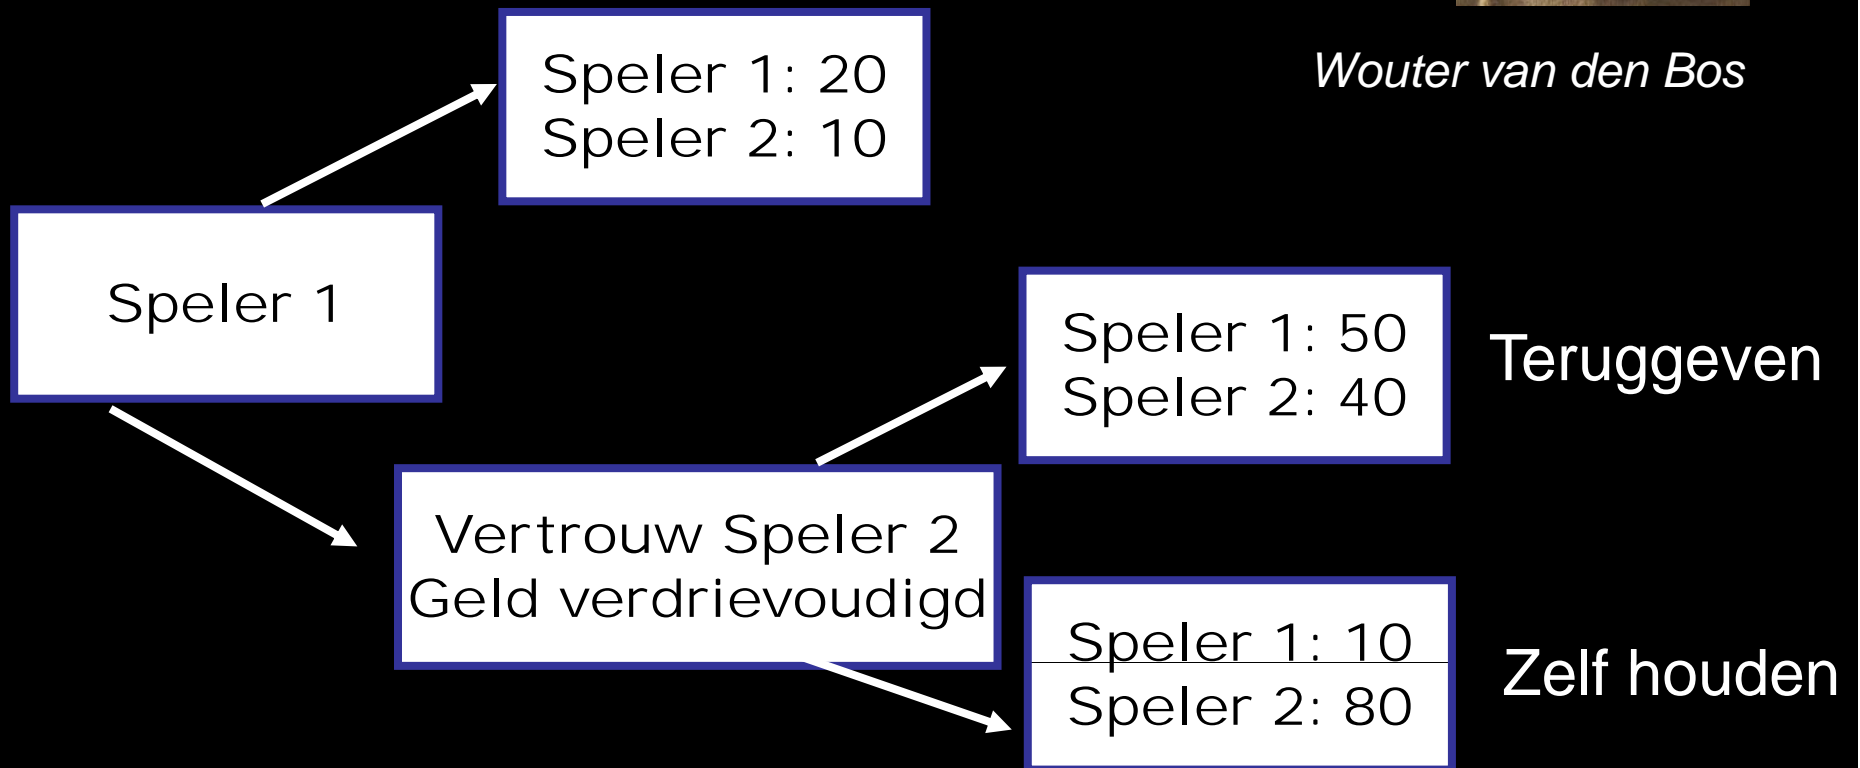 Speler 1: 20
Speler 2: 10
Wouter van den Bos
Speler 1
Speler 1: 50
Speler 2: 40
Teruggeven
Vertrouw Speler 2
Geld verdrievoudigd
Speler 1: 10
Speler 2: 80
Zelf houden